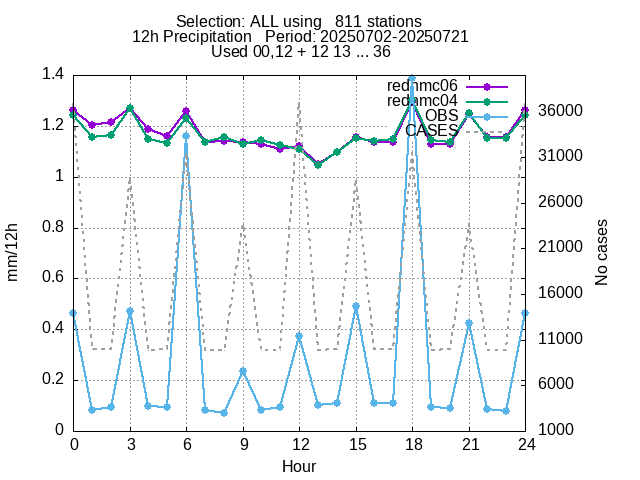 Selection: ALL using   811 stations
12h Precipitation   Period: 20250702-20250721
Used 00,12 + 12 13 ... 36
1.4
1.2
1
0.8
0.6
0.4
0.2
0
mm/12h
rednmc06
rednmc04
OBS
CASES
36000
31000
26000
21000
16000
11000
6000
1000
No cases
0 3 6 9 12 15 18 21 24
Hour